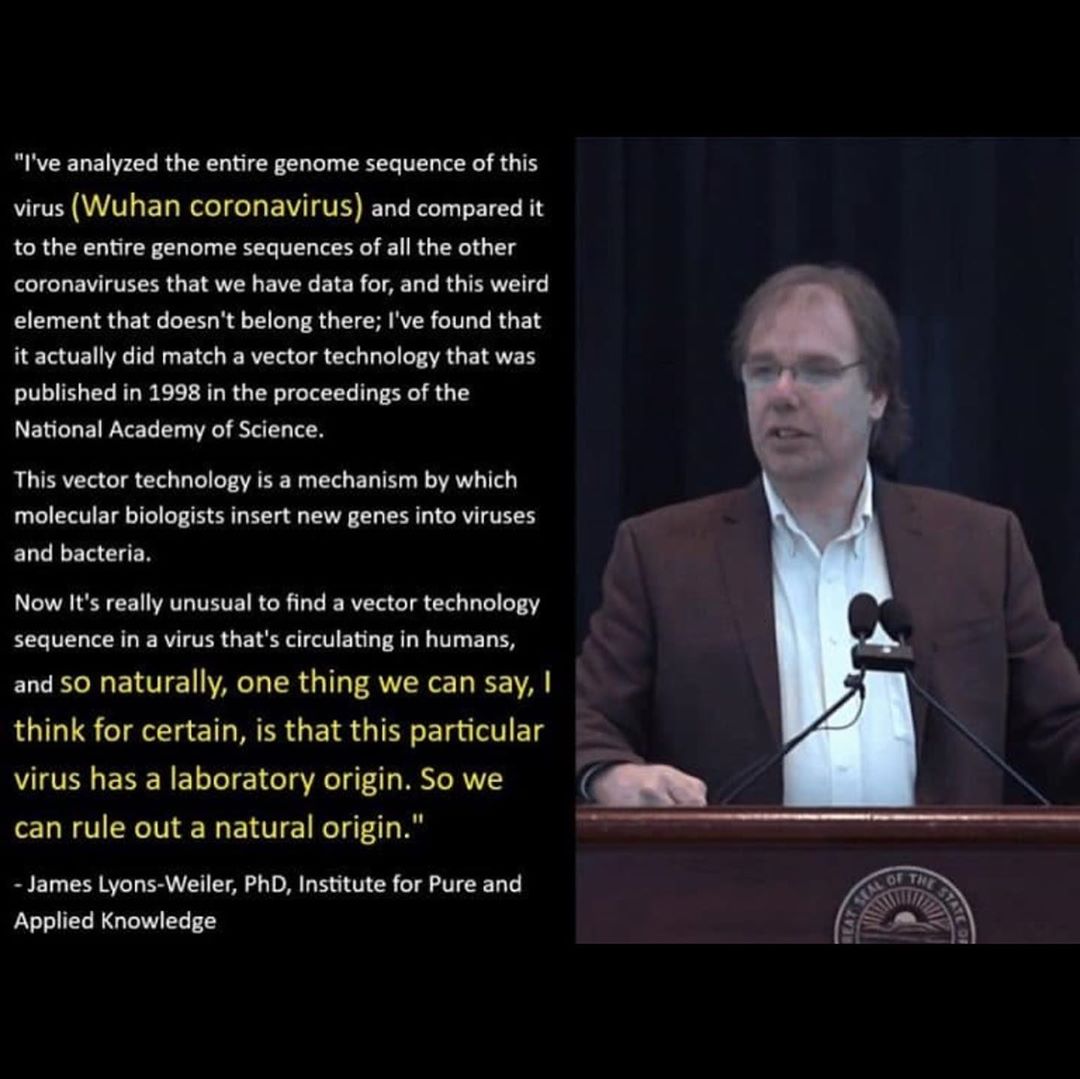 "I've analyzed the entire genome sequence of this
virus (Wuhan coronavirus) and compared it
to the entire genome sequences of all the other
coronaviruses that we have data for, and this weird
element that doesn't belong there; I've found that
it actually did match a vector technology that was
published in 1998 in the proceedings of the
National Academy of Science.
This vector technology is a mechanism by which
molecular biologists insert new genes into viruses
and bacteria.
Now It's really unusual to find a vector technology
sequence in a virus that's circulating in humans,
and so naturally, one thing we can say, I
think for certain, is that this particular
virus has a laboratory origin. So we
can rule out a natural origin."
- James Lyons-Weiler, PhD, Institute for Pure and
Applied Knowledge
SEAL OF THE STATE